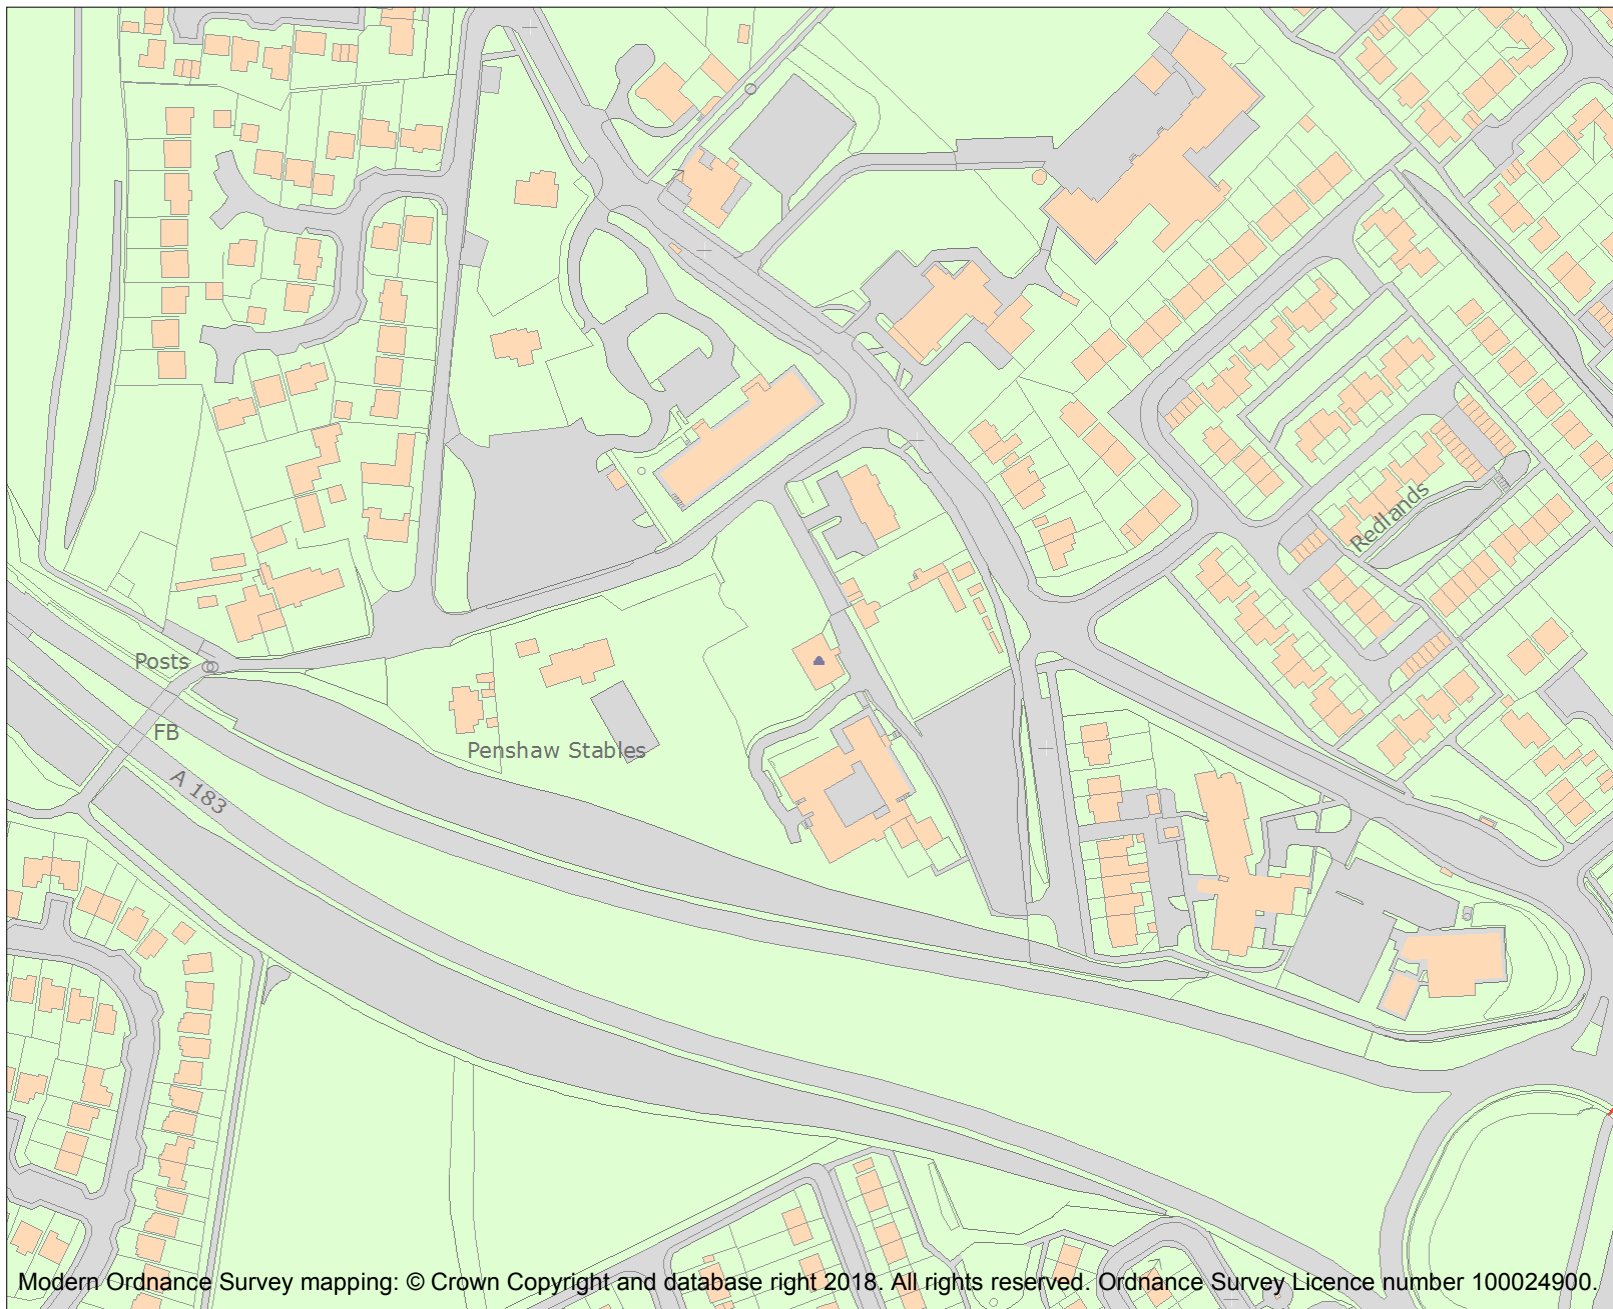 Redlands
Posts
FB
Penshaw Stables
A 183
Modern Ordnance Survey mapping: © Crown Copyright and database right 2018. All rights reserved. Ordnance Survey Licence number 100024900.